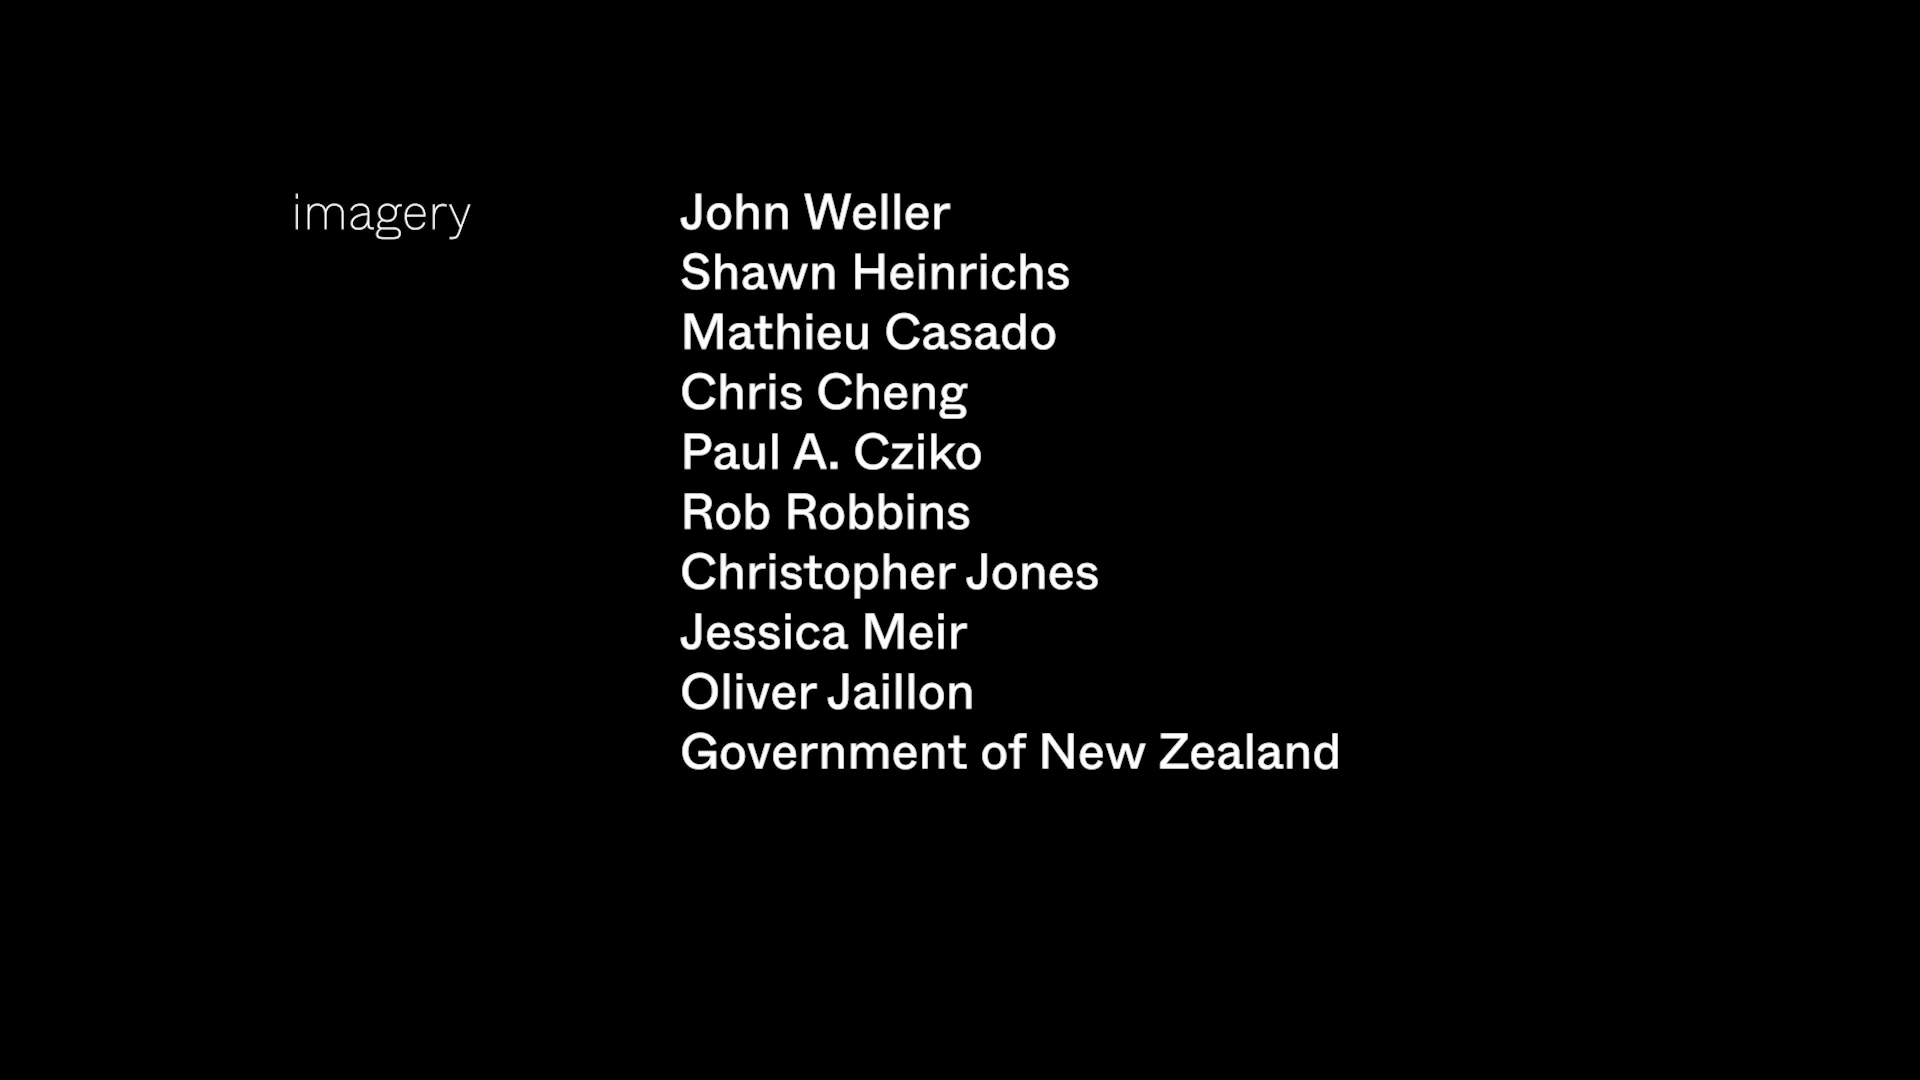 imagery
John Weller
Shawn Heinrichs
Mathieu Casado
Chris Cheng
Paul A. Cziko
Rob Robbins
Christopher Jones
Jessica Meir
Oliver Jaillon
Government of New Zealand